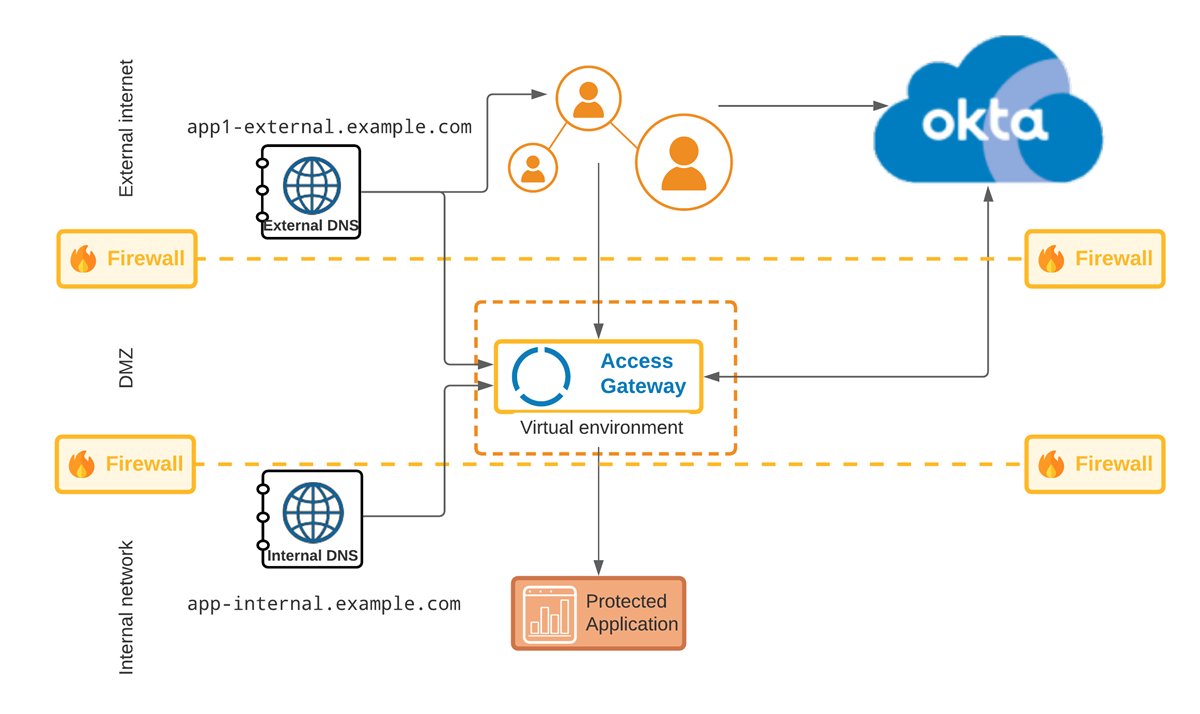 External internet
app1-external.example.com
okta
External DNS
Firewall
Firewall
DMZ
Access
Gateway
Virtual environment
Firewall
Firewall
Internal DNS
Internal network
app-internal.example.com
Protected
Application